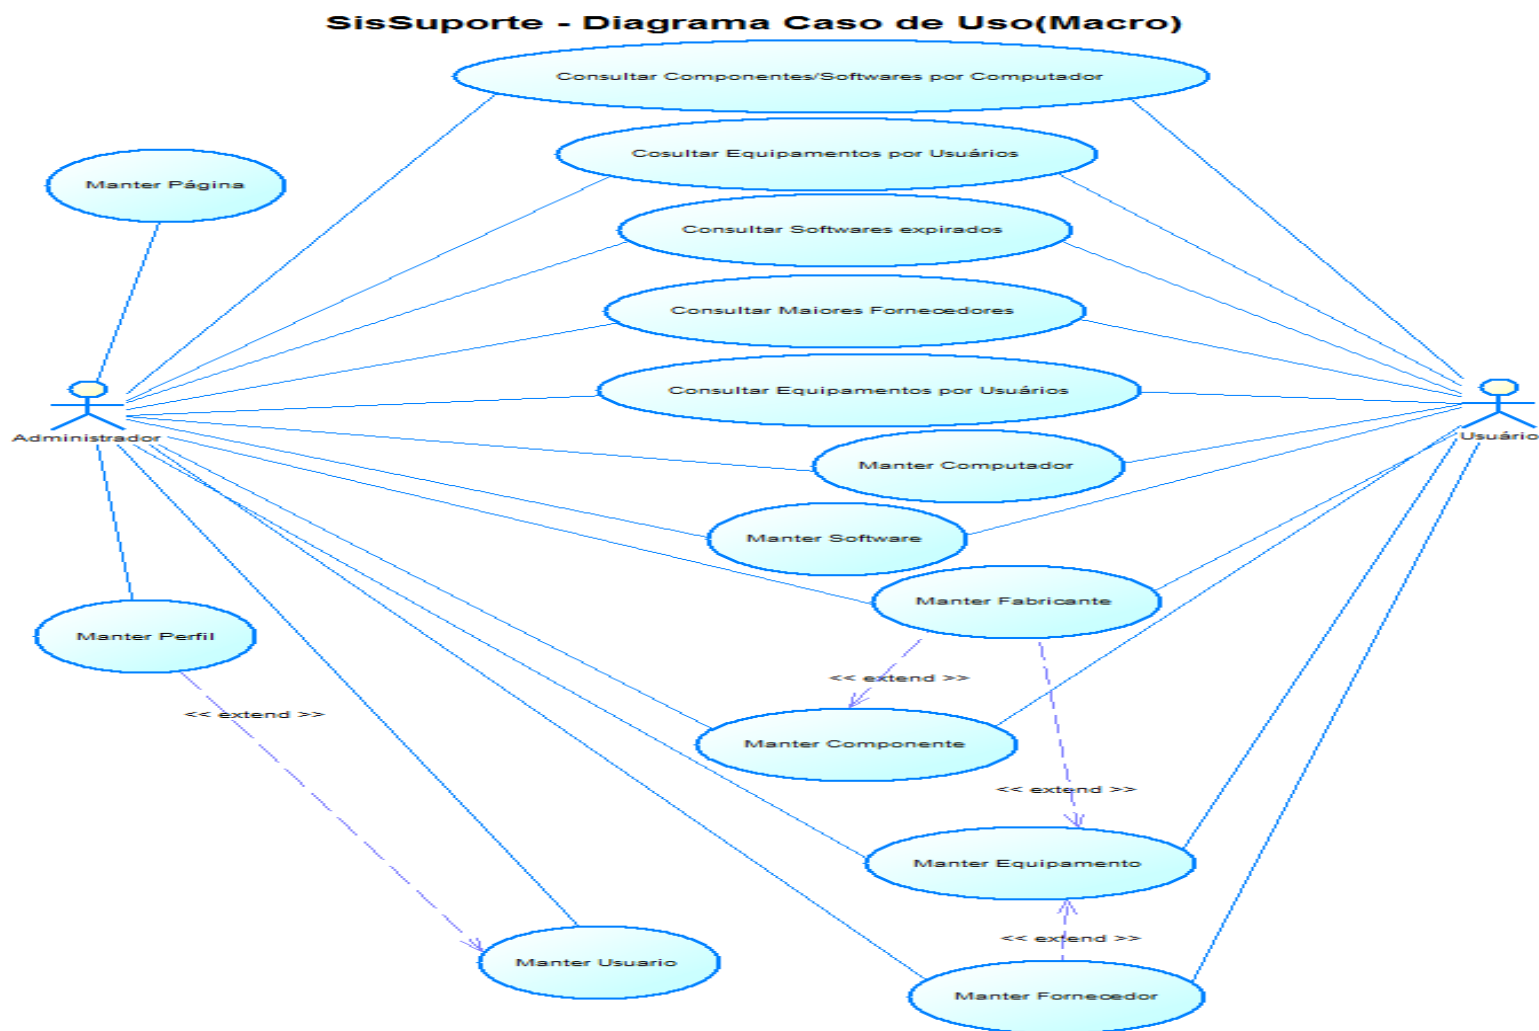 SisSuporte - Diagrama Caso de Uso(Macro)
Consultar Componentes/Softwares por Computador
Cosultar Equipamentos por Usuários
Manter Página
Consultar Softwares expirados
Consultar Maiores Fornecedores
Consultar Equipamentos por Usuários
Administrador
Usuário
Manter Computador
Manter Software
Manter Fabricante
Manter Perfil
<< extend >>
<< extend >>
Manter Componente
<< extend >>
Manter Equipamento
<< extend >>
Manter Usuario
Manter Fornecedor